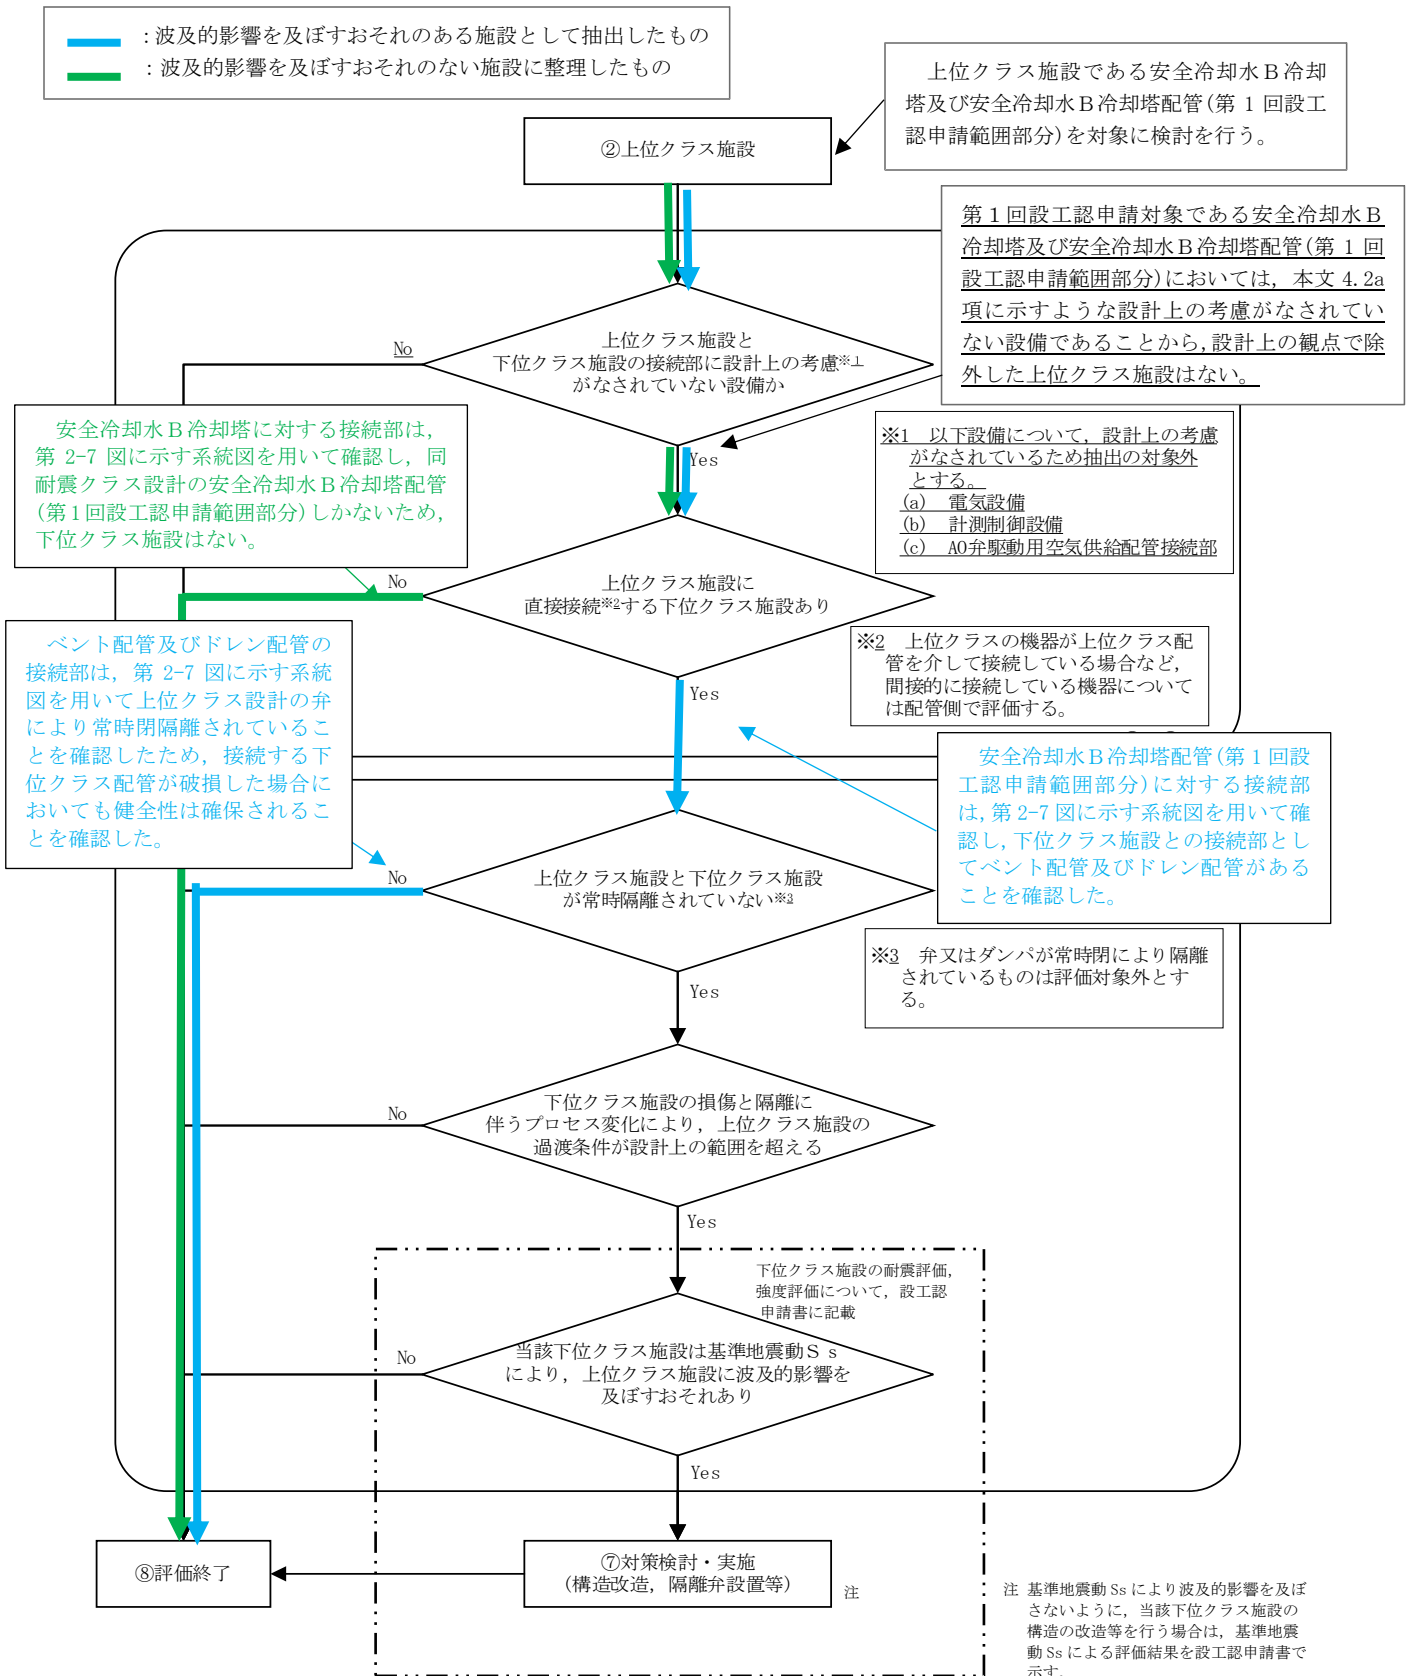 ：波及的影響を及ぼすおそれのある施設として抽出したもの
：波及的影響を及ぼすおそれのない施設に整理したもの
上位クラス施設である安全冷却水Ｂ冷却
塔及び安全冷却水Ｂ冷却塔配管(第 1 回設工
認申請範囲部分)を対象に検討を行う。
②上位クラス施設
第 1 回設工認申請対象である安全冷却水Ｂ
冷却塔及び安全冷却水Ｂ冷却塔配管(第 1 回
設工認申請範囲部分)においては，本文 4.2a
項に示すような設計上の考慮がなされてい
ない設備であることから，設計上の観点で除
外した上位クラス施設はない。
上位クラス施設と
下位クラス施設の接続部に設計上の考慮※1
がなされていない設備か
No
Yes
安全冷却水Ｂ冷却塔に対する接続部は，
第 2-7 図に示す系統図を用いて確認し，同
耐震クラス設計の安全冷却水Ｂ冷却塔配管
(第1回設工認申請範囲部分)しかないため，
下位クラス施設はない。
※1　以下設備について，設計上の考慮
がなされているため抽出の対象外
とする。
(a)　電気設備
(b)　計測制御設備
(c)　AO弁駆動用空気供給配管接続部
上位クラス施設に
直接接続※2する下位クラス施設あり
No
Yes
ベント配管及びドレン配管の
接続部は，第 2-7 図に示す系統
図を用いて上位クラス設計の弁
により常時閉隔離されているこ
とを確認したため，接続する下
位クラス配管が破損した場合に
おいても健全性は確保されるこ
とを確認した。
※2　上位クラスの機器が上位クラス配
管を介して接続している場合など，
間接的に接続している機器について
は配管側で評価する。
安全冷却水Ｂ冷却塔配管(第 1 回設
工認申請範囲部分)に対する接続部
は，第 2-7 図に示す系統図を用いて確
認し，下位クラス施設との接続部とし
てベント配管及びドレン配管がある
ことを確認した。
上位クラス施設と下位クラス施設
が常時隔離されていない※3
No
Yes
※3　弁又はダンパが常時閉により隔離
されているものは評価対象外とす
る。
下位クラス施設の損傷と隔離に
伴うプロセス変化により，上位クラス施設の
過渡条件が設計上の範囲を超える
No
Yes
下位クラス施設の耐震評価，
強度評価について，設工認
申請書に記載
当該下位クラス施設は基準地震動Ｓｓ
により，上位クラス施設に波及的影響を
及ぼすおそれあり
No
Yes
⑧評価終了
⑦対策検討・実施
(構造改造，隔離弁設置等)
注
注 基準地震動 Ss により波及的影響を及ぼ
さないように，当該下位クラス施設の
構造の改造等を行う場合は，基準地震
動 Ss による評価結果を設工認申請書で
示す。